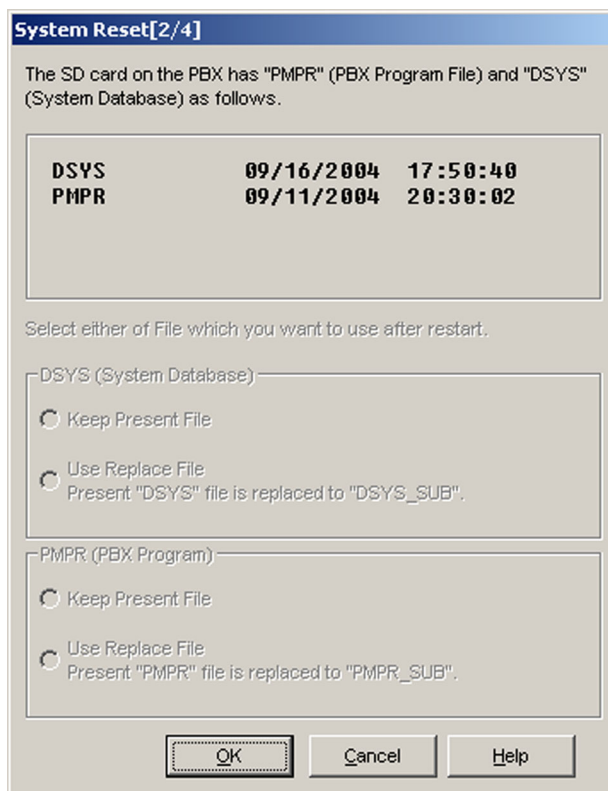 System Reset[2/4]
The SD card on the PBX has "PMPR" (PBX Program File) and "DSYS"
(System Database) as follows.
DSYS 09/16/2004 17:50:40
PMPR 09/11/2004 20:30:02
Select either of File which you want to use after restart.
DSYS (System Database)
Keep Present File
Use Replace File
Present "DSYS" file is replaced to "DSYS_SUB".
PMPR (PBX Program)
Keep Present File
Use Replace File
Present "PMPR" file is replaced to "PMPR_SUB".
OK Cancel Help